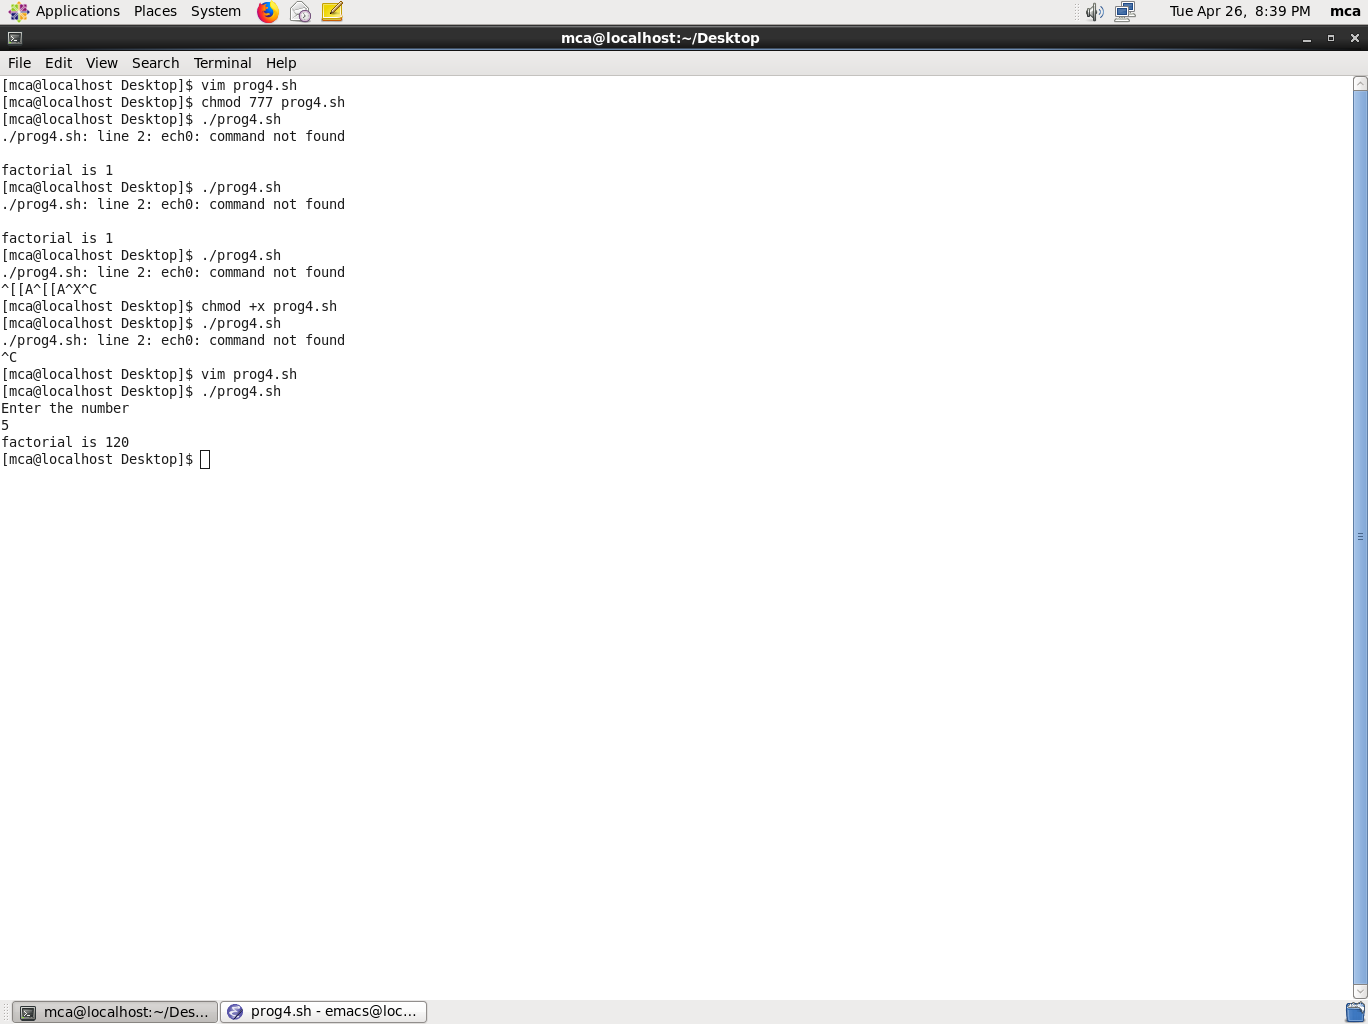 Applications Places System
Tue Apr 26, 8:39 PM mca
mca@localhost:~/Desktop
File Edit View Search Terminal Help
[mca@localhost Desktop]$ vim prog4.sh
[mca@localhost Desktop]$ chmod 777 prog4.sh
[mca@localhost Desktop]$ ./prog4.sh
./prog4.sh: line 2: ech0: command not found
factorial is 1
[mca@localhost Desktop]$ ./prog4.sh
./prog4.sh: line 2: ech0: command not found
factorial is 1
[mca@localhost Desktop]$ ./prog4.sh
./prog4.sh: line 2: ech0: command not found
^[[A^[[A^X^C
[mca@localhost Desktop]$ chmod +x prog4.sh
[mca@localhost Desktop]$ ./prog4.sh
./prog4.sh: line 2: ech0: command not found
^C
[mca@localhost Desktop]$ vim prog4.sh
[mca@localhost Desktop]$ ./prog4.sh
Enter the number
5
factorial is 120
[mca@localhost Desktop]$
mca@localhost:~/Des...
prog4.sh - emacs@loc...